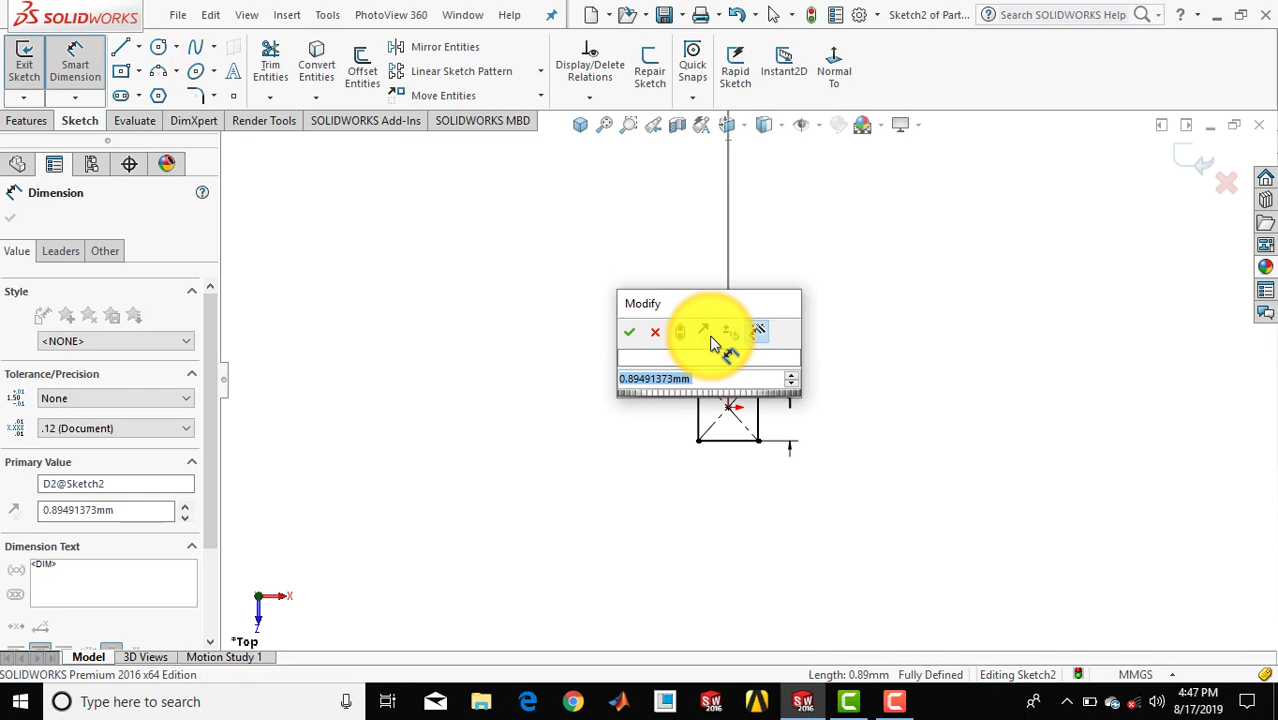 SOLIDWORKS File Edit View Insert Tools PhotoView 360 Window Help Sketch2 of Part... Search SOLIDWORKS Help
Exit Sketch Smart Dimension Trim Entities Convert Entities Offset Entities Mirror Entities Linear Sketch Pattern Move Entities Display/Delete Relations Repair Sketch Quick Snaps Rapid Sketch Instant2D Normal To
Features Sketch Evaluate DimXpert Render Tools SOLIDWORKS Add-Ins SOLIDWORKS MBD
Dimension
Value Leaders Other
Style
<NONE>
Tolerance/Precision
None
.12 (Document)
Primary Value
D2@Sketch2
0.89491373mm
Dimension Text
<DIM>
Modify
0.89491373mm
X
Z
*Top
Model 3D Views Motion Study 1
SOLIDWORKS Premium 2016 x64 Edition Length: 0.89mm Fully Defined Editing Sketch2 MMGS
Type here to search
4:47 PM
8/17/2019